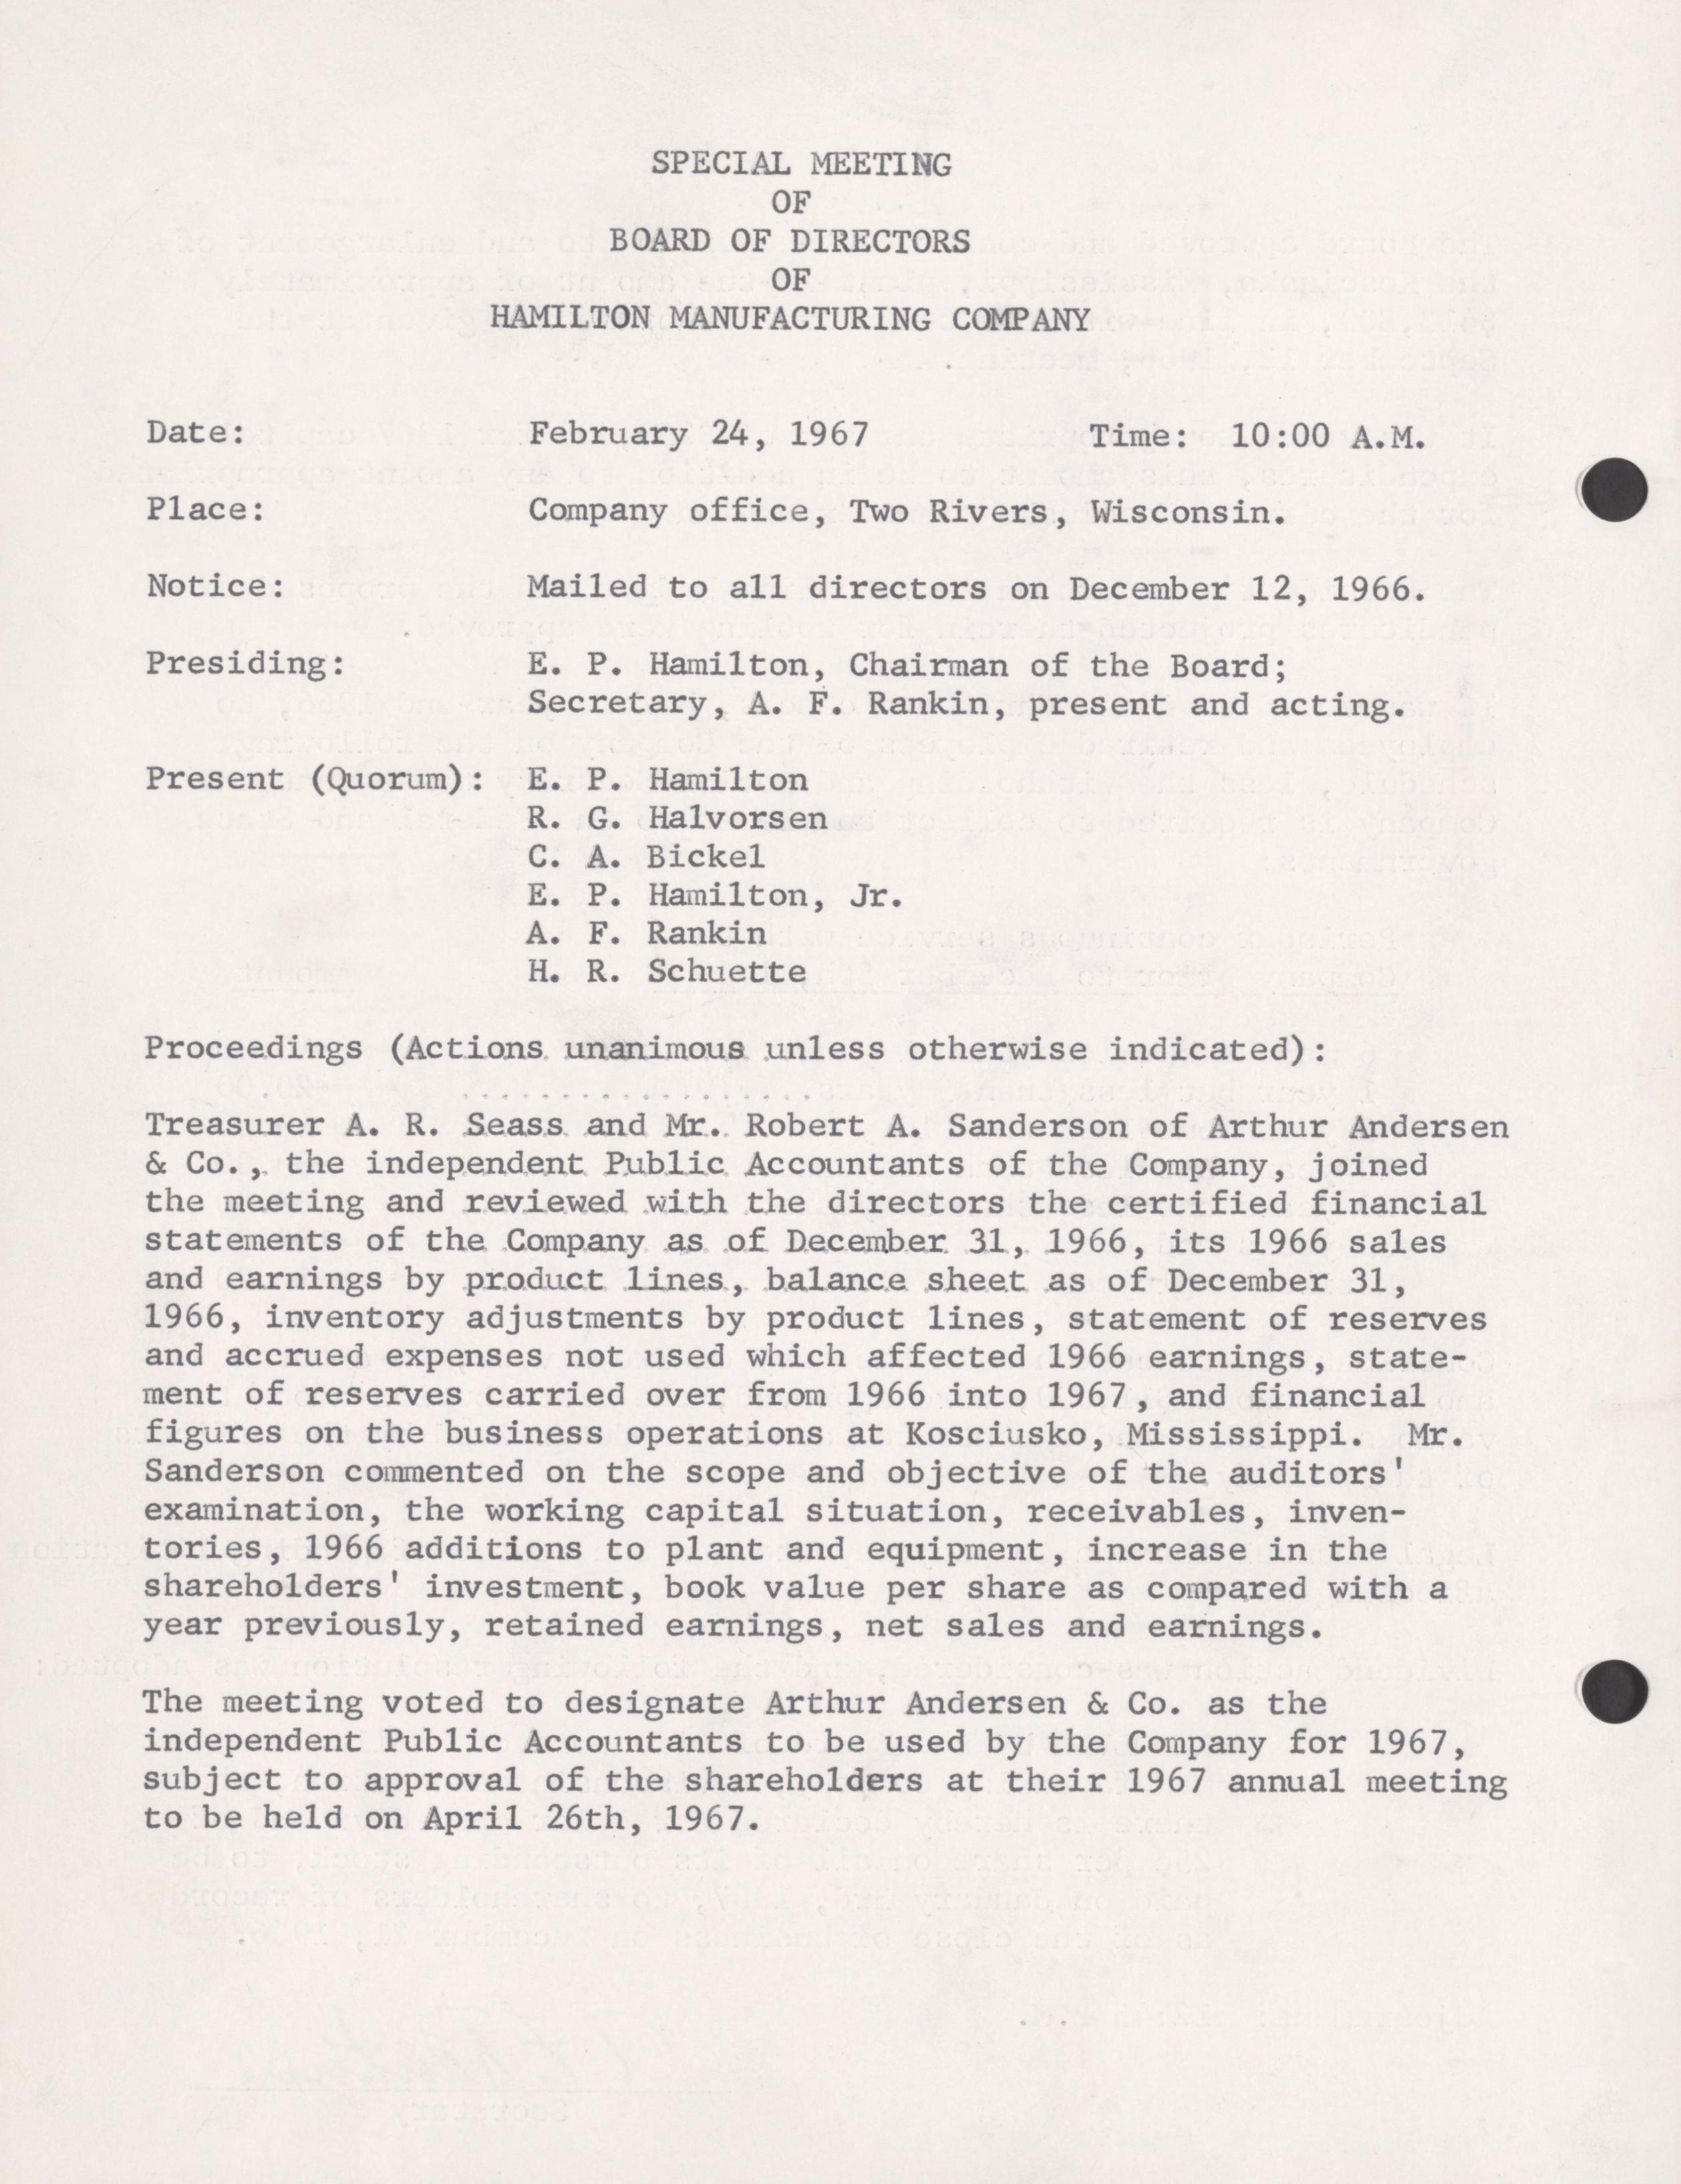 SPECIAL MEETING
OF
BOARD OF DIRECTORS
OF
HAMILTON MANUFACTURING COMPANY
Date: February 24, 1967 Time: 10:00 A.M.
Place: Company office, Two Rivers, Wisconsin.
Notice: Mailed to all directors on December 12, 1966.
Presiding: E. P. Hamilton, Chairman of the Board;
Secretary, A. F. Rankin, present and acting.
Present (Quorum): E. P. Hamilton
R. G. Halvorsen
C. A. Bickel
E. P. Hamilton, Jr.
A. F. Rankin
H. R. Schuette
Proceedings (Actions unanimous unless otherwise indicated):
Treasurer A. R. Seass and Mr. Robert A. Sanderson of Arthur Andersen
& Co., the independent Public Accountants of the Company, joined
the meeting and reviewed with the directors the certified financial
statements of the Company as of December 31, 1966, its 1966 sales
and earnings by product lines, balance sheet as of December 31,
1966, inventory adjustments by product lines, statement of reserves
and accrued expenses not used which affected 1966 earnings, state-
ment of reserves carried over from 1966 into 1967, and financial
figures on the business operations at Kosciusko, Mississippi. Mr.
Sanderson commented on the scope and objective of the auditors'
examination, the working capital situation, receivables, inven-
tories, 1966 additions to plant and equipment, increase in the
shareholders' investment, book value per share as compared with a
year previously, retained earnings, net sales and earnings.
The meeting voted to designate Arthur Andersen & Co. as the
independent Public Accountants to be used by the Company for 1967,
subject to approval of the shareholders at their 1967 annual meeting
to be held on April 26th, 1967.